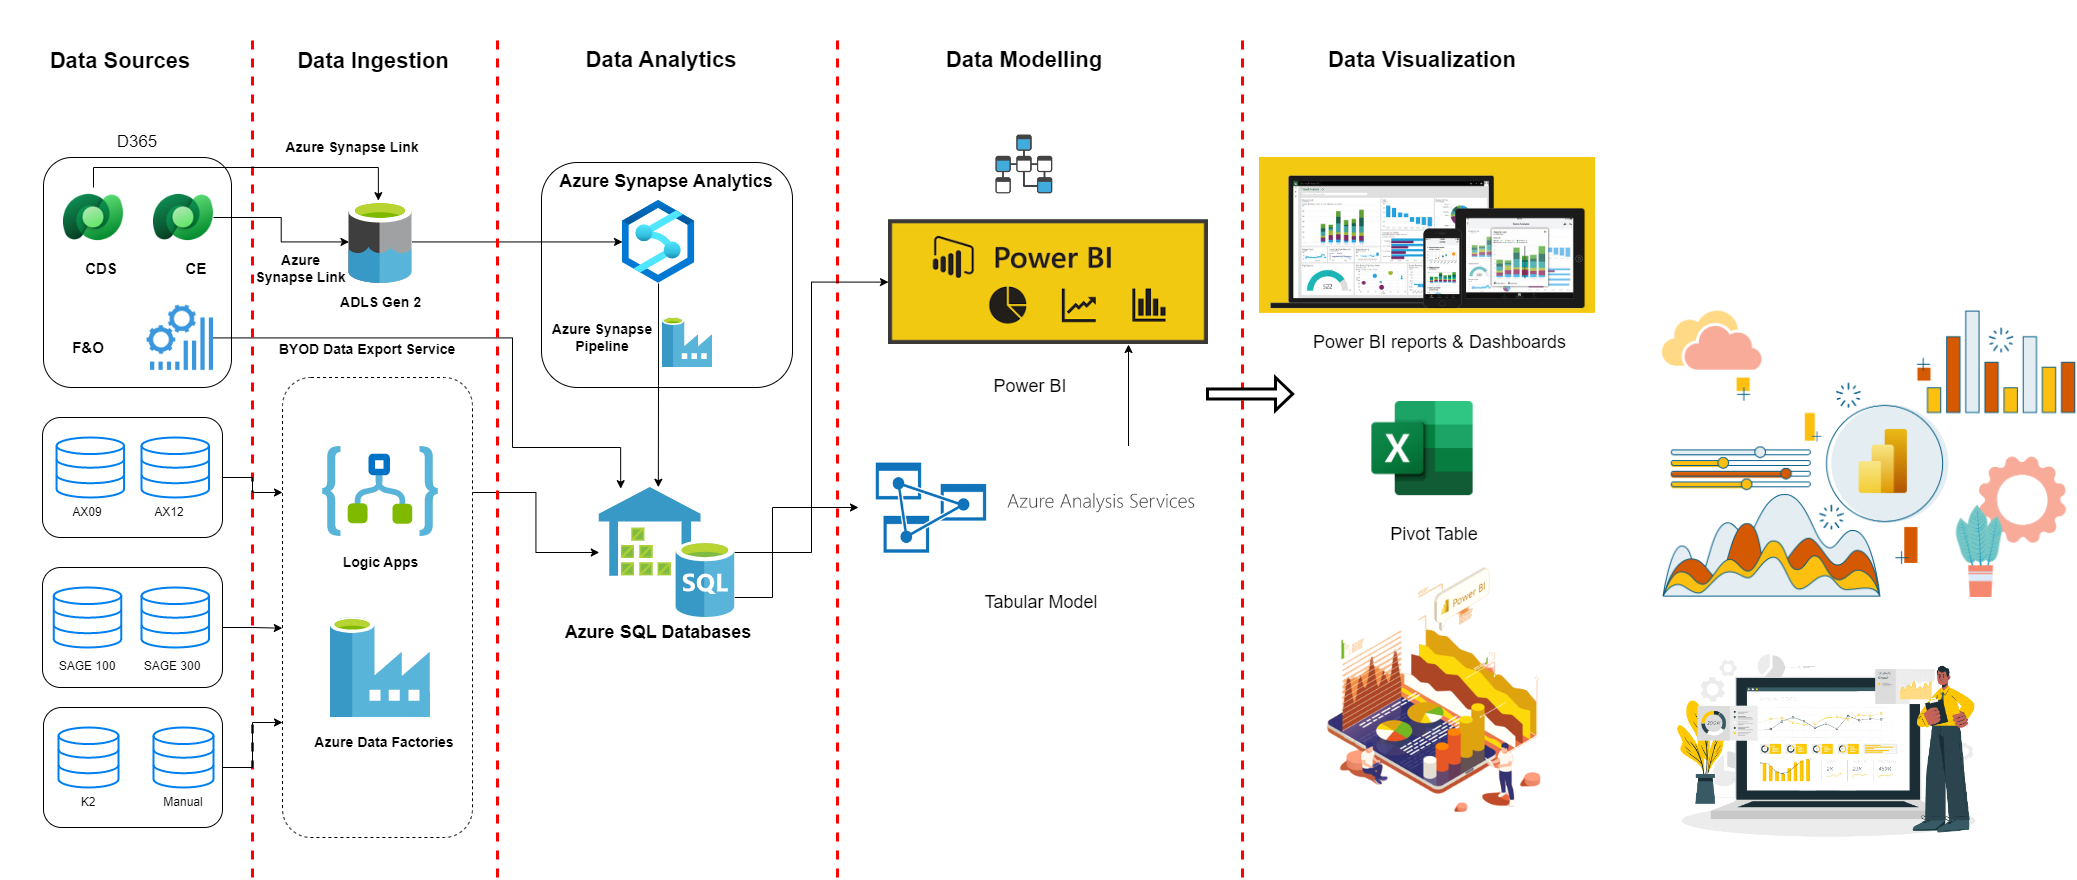 Data Sources
Data Ingestion
Data Analytics
Data Modelling
Data Visualization
D365
CDS
CE
F&O
AX09
AX12
SAGE 100
SAGE 300
K2
Manual
Azure Synapse Link
Azure
Synapse Link
ADLS Gen 2
BYOD Data Export Service
Logic Apps
Azure Data Factories
Azure Synapse Analytics
Azure Synapse
Pipeline
SQL
Azure SQL Databases
Power BI
Power BI
Azure Analysis Services
Tabular Model
522
Power BI reports & Dashboards
X
Pivot Table
Power BI